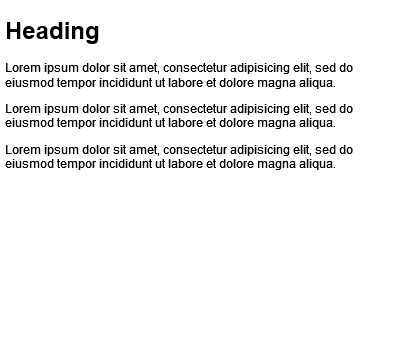 Heading
Lorem ipsum dolor sit amet, consectetur adipisicing elit, sed do
eiusmod tempor incididunt ut labore et dolore magna aliqua.
Lorem ipsum dolor sit amet, consectetur adipisicing elit, sed do
eiusmod tempor incididunt ut labore et dolore magna aliqua.
Lorem ipsum dolor sit amet, consectetur adipisicing elit, sed do
eiusmod tempor incididunt ut labore et dolore magna aliqua.